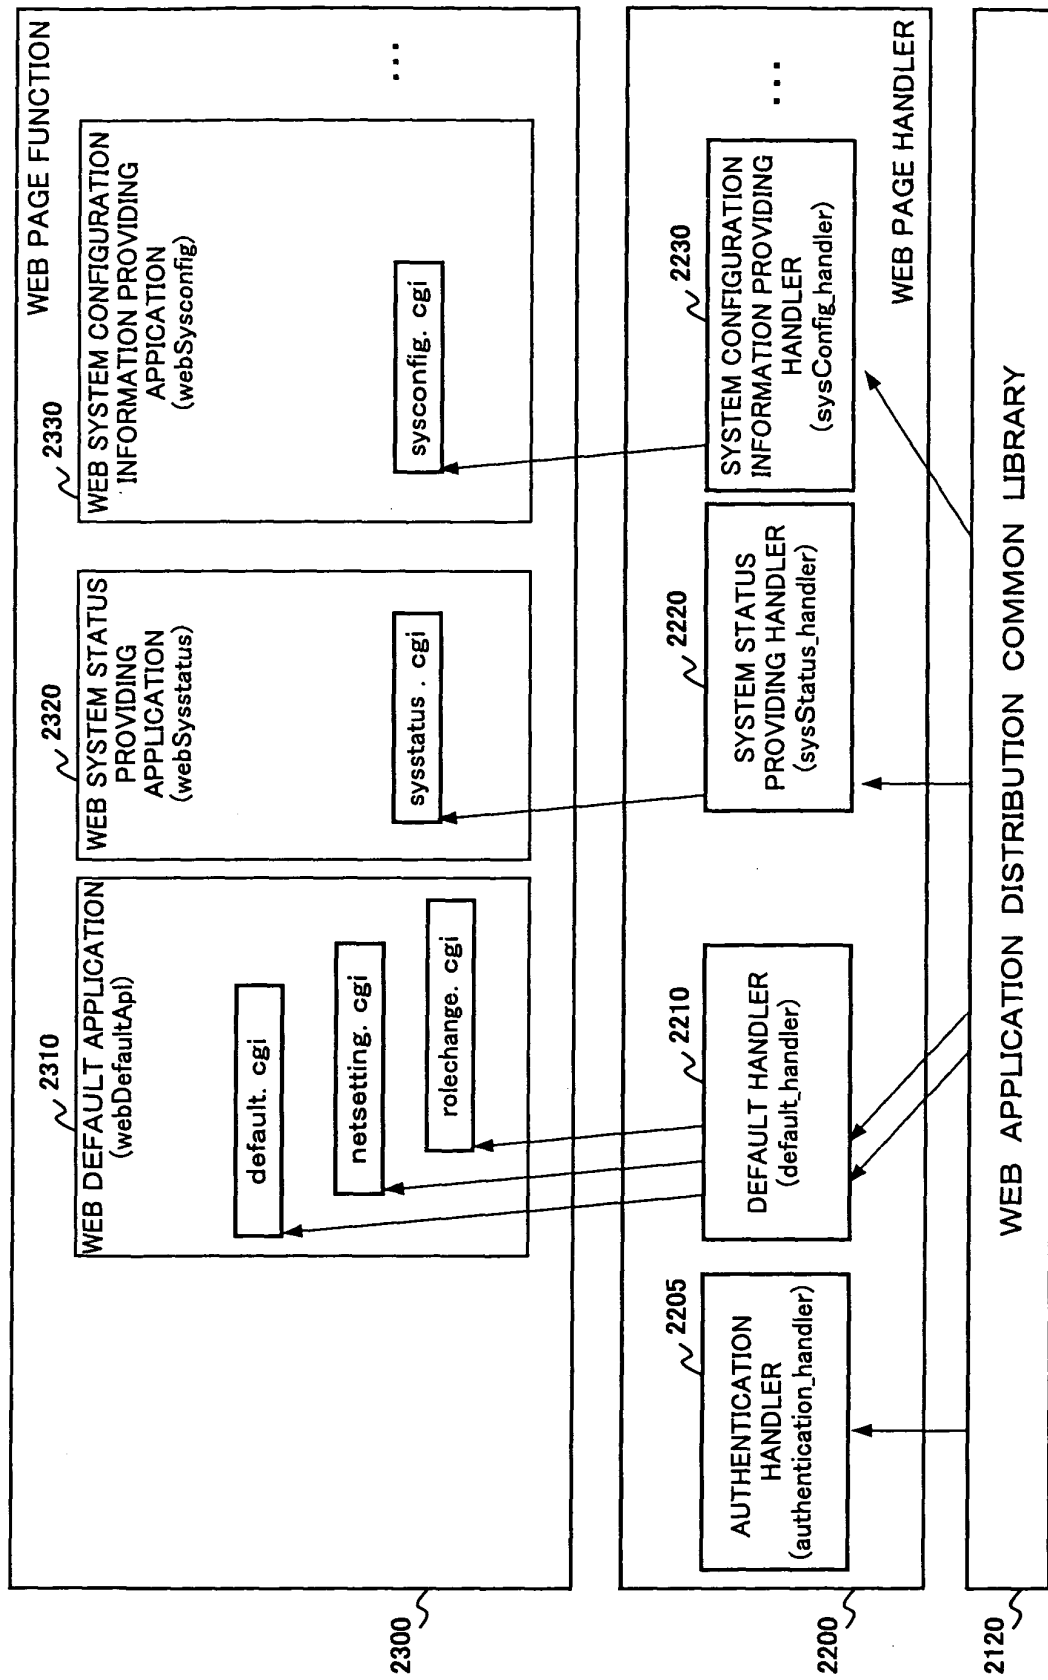 WEB PAGE FUNCTION
2310
WEB DEFAULT APPLICATION
(webDefaultApl)
default. cgi
netsetting. cgi
rolechange. cgi
2320
WEB SYSTEM STATUS
PROVIDING
APPLICATION
(webSysstatus)
sysstatus . cgi
2330
WEB SYSTEM CONFIGURATION
INFORMATION PROVIDING
APPICATION
(webSysconfig)
sysconfig. cgi
...
2300
2205
AUTHENTICATION
HANDLER
(authentication_handler)
2210
DEFAULT HANDLER
(default_handler)
2220
SYSTEM STATUS
PROVIDING HANDLER
(sysStatus_handler)
2230
SYSTEM CONFIGURATION
INFORMATION PROVIDING
HANDLER
(sysConfig_handler)
...
WEB PAGE HANDLER
2200
WEB APPLICATION DISTRIBUTION COMMON LIBRARY
2120